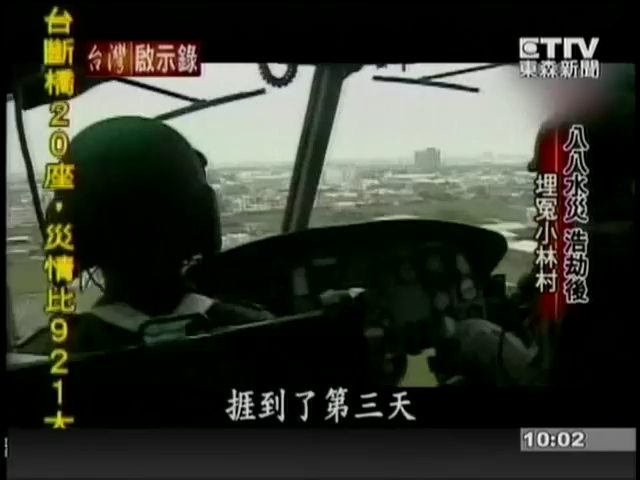 台斷橋20座，災情比921大
台灣啟示錄
ETTV
東森新聞
八八水災 浩劫後
埋冤小林村
捱到了第三天
10:02